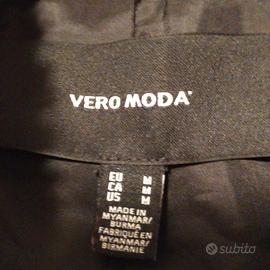 VERO MODA
EU M
CA M
US M
MADE IN
MYANMAR/
BURMA
FABRIQUÉ EN
MYANMAR/
BIRMANIE
subito